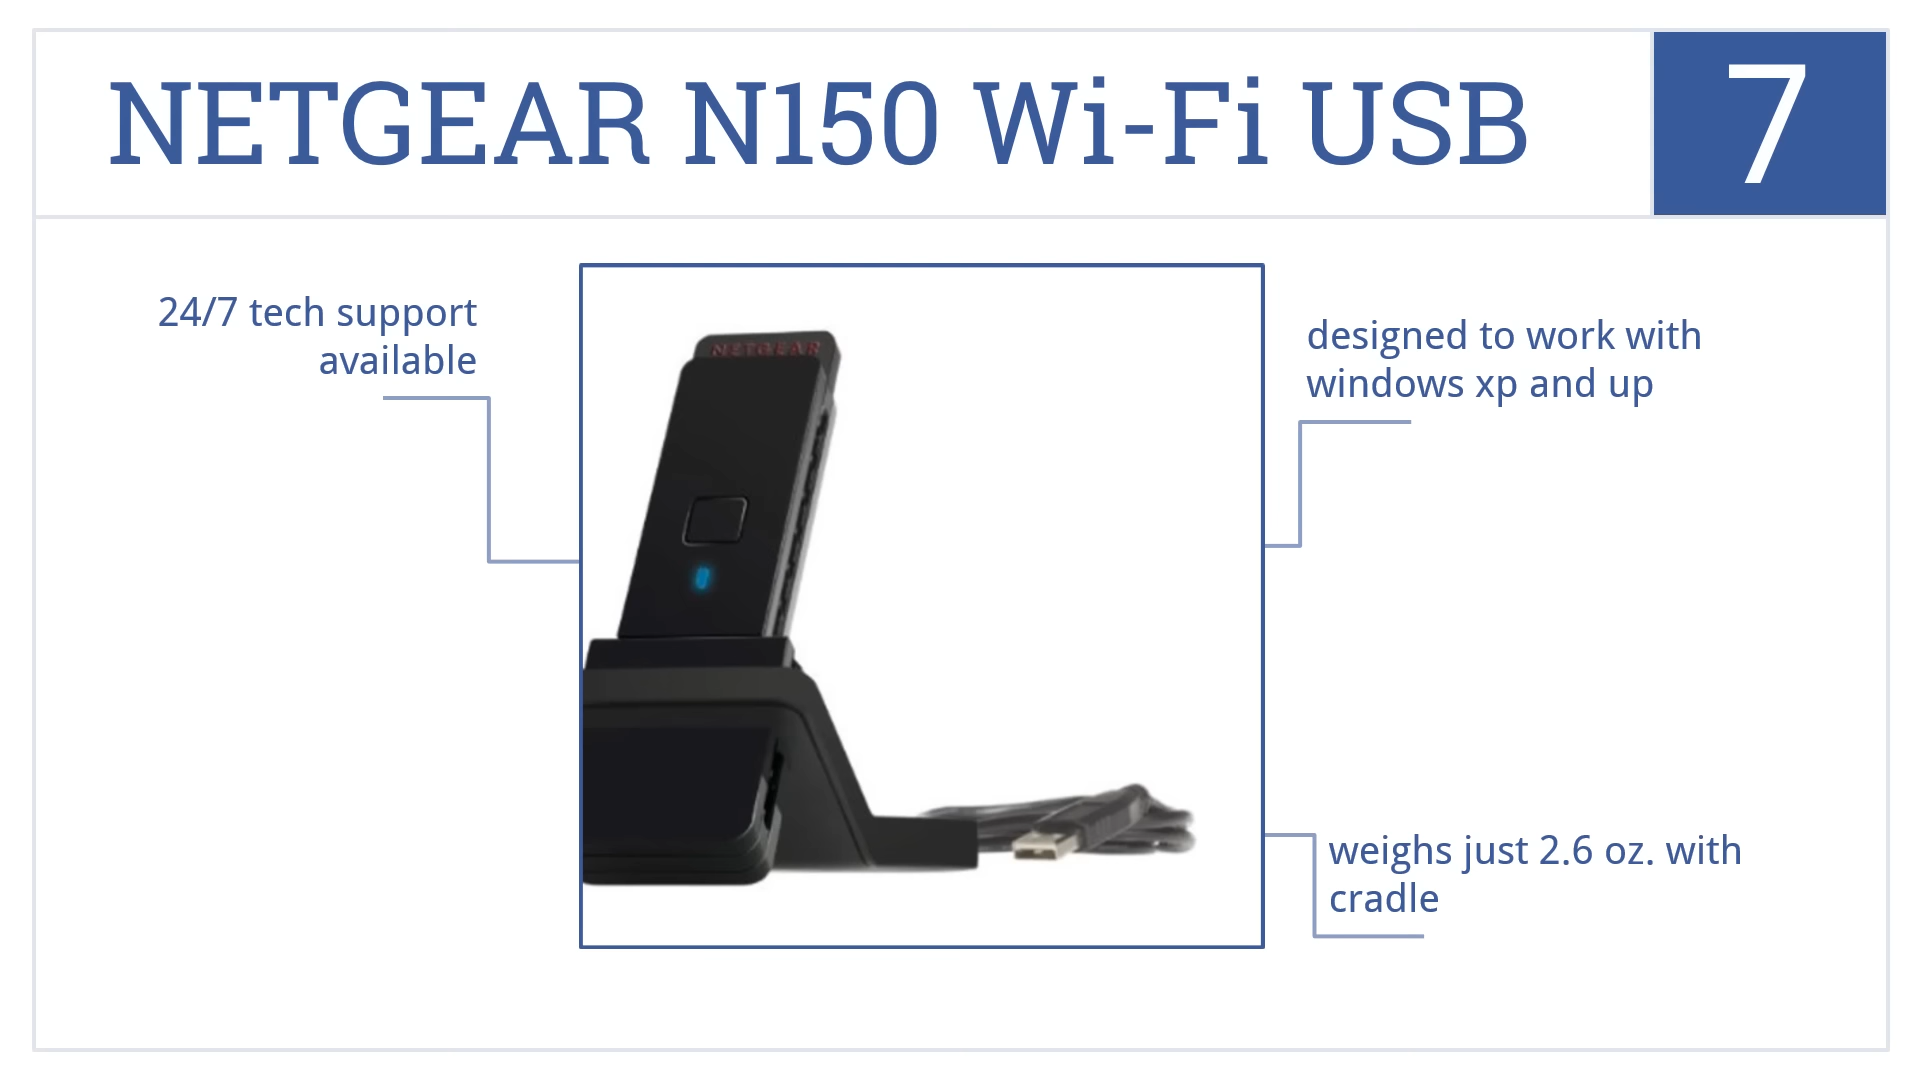 NETGEAR N150 Wi-Fi USB
7
24/7 tech support
available
designed to work with
windows xp and up
NETGEAR
weighs just 2.6 oz. with
cradle